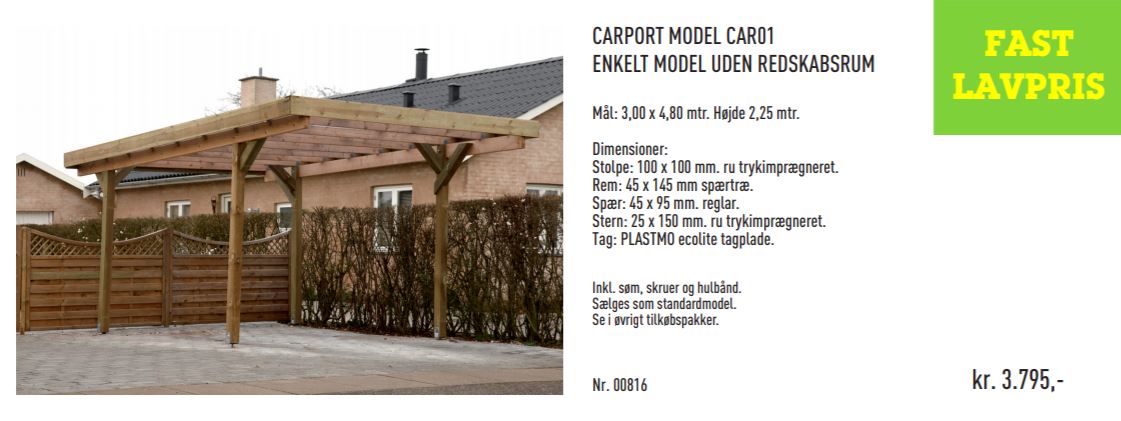 CARPORT MODEL CAR01
ENKELT MODEL UDEN REDSKABSRUM
FAST
LAVPRIS
Mål: 3,00 x 4,80 mtr. Højde 2,25 mtr.
Dimensioner:
Stolpe: 100 x 100 mm. ru trykimprægneret.
Rem: 45 x 145 mm spærtræ.
Spær: 45 x 95 mm. reglar.
Stern: 25 x 150 mm. ru trykimprægneret.
Tag: PLASTMO ecolite tagplade.
Inkl. søm, skruer og hulbånd.
Sælges som standardmodel.
Se i øvrigt tilkøbspakker.
Nr. 00816
kr. 3.795,-